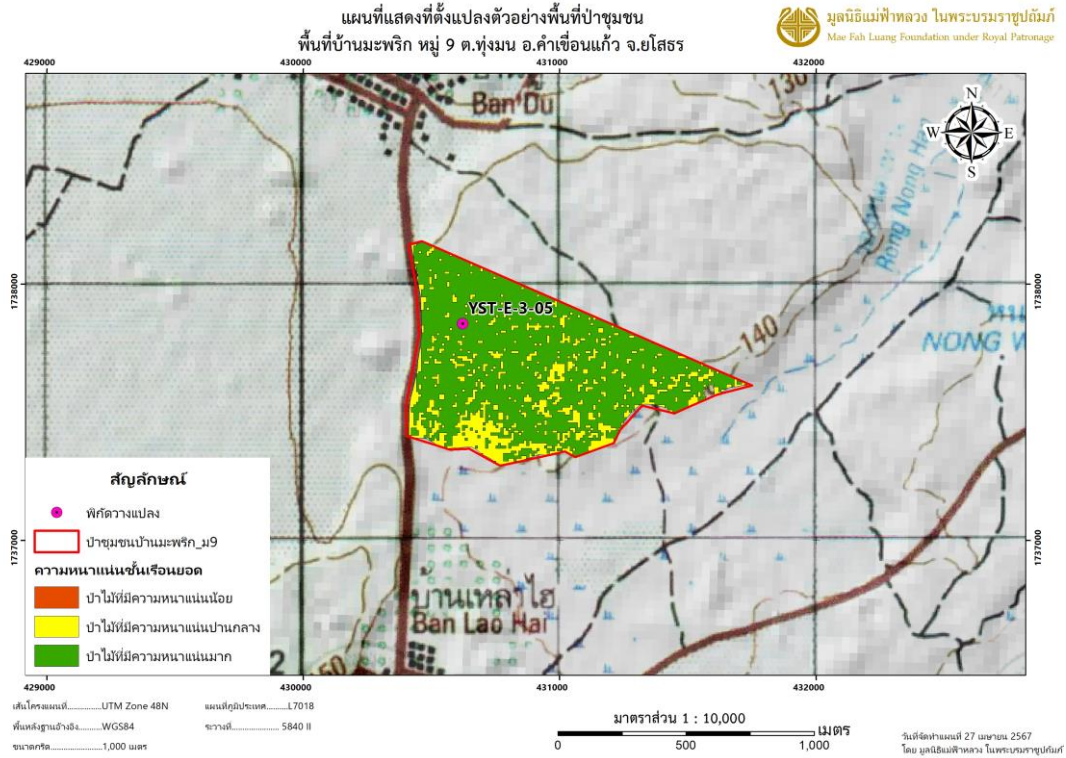 แผนที่แสดงที่ตั้งแปลงตัวอย่างพื้นที่ป่าชุมชน
พื้นที่บ้านมะพริก หมู่ 9 ต.ทุ่งมน อ.คำเขื่อนแก้ว จ.ยโสธร
มูลนิธิแม่ฟ้าหลวง ในพระบรมราชูปถัมภ์
Mae Fah Luang Foundation under Royal Patronage
429000 430000 431000 432000
130
Ban Du
N
W E
S
Rong Nong Hai
1738000 1738000
YST-E-3-05
140
NONG W
สัญลักษณ์
พิกัดวางแปลง
ป่าชุมชนบ้านมะพริก_ม9
ความหนาแน่นชั้นเรือนยอด
ป่าไม้ที่มีความหนาแน่นน้อย
ป่าไม้ที่มีความหนาแน่นปานกลาง
ป่าไม้ที่มีความหนาแน่นมาก
1737000 1737000
บ้านเหล่าไฮ
Ban Lao Hai
2 150
429000 430000 431000 432000
เส้นโครงแผนที่..............UTM Zone 48N แผนที่ภูมิประเทศ..........L7018
พื้นหลังฐานอ้างอิง.........WGS84 ระวางที่................. 5840 II
ขนาดกริด.....................1,000 เมตร
มาตราส่วน 1 : 10,000
เมตร
0 500 1,000
วันที่จัดทำแผนที่ 27 เมษายน 2567
โดย มูลนิธิแม่ฟ้าหลวง ในพระบรมราชูปถัมภ์